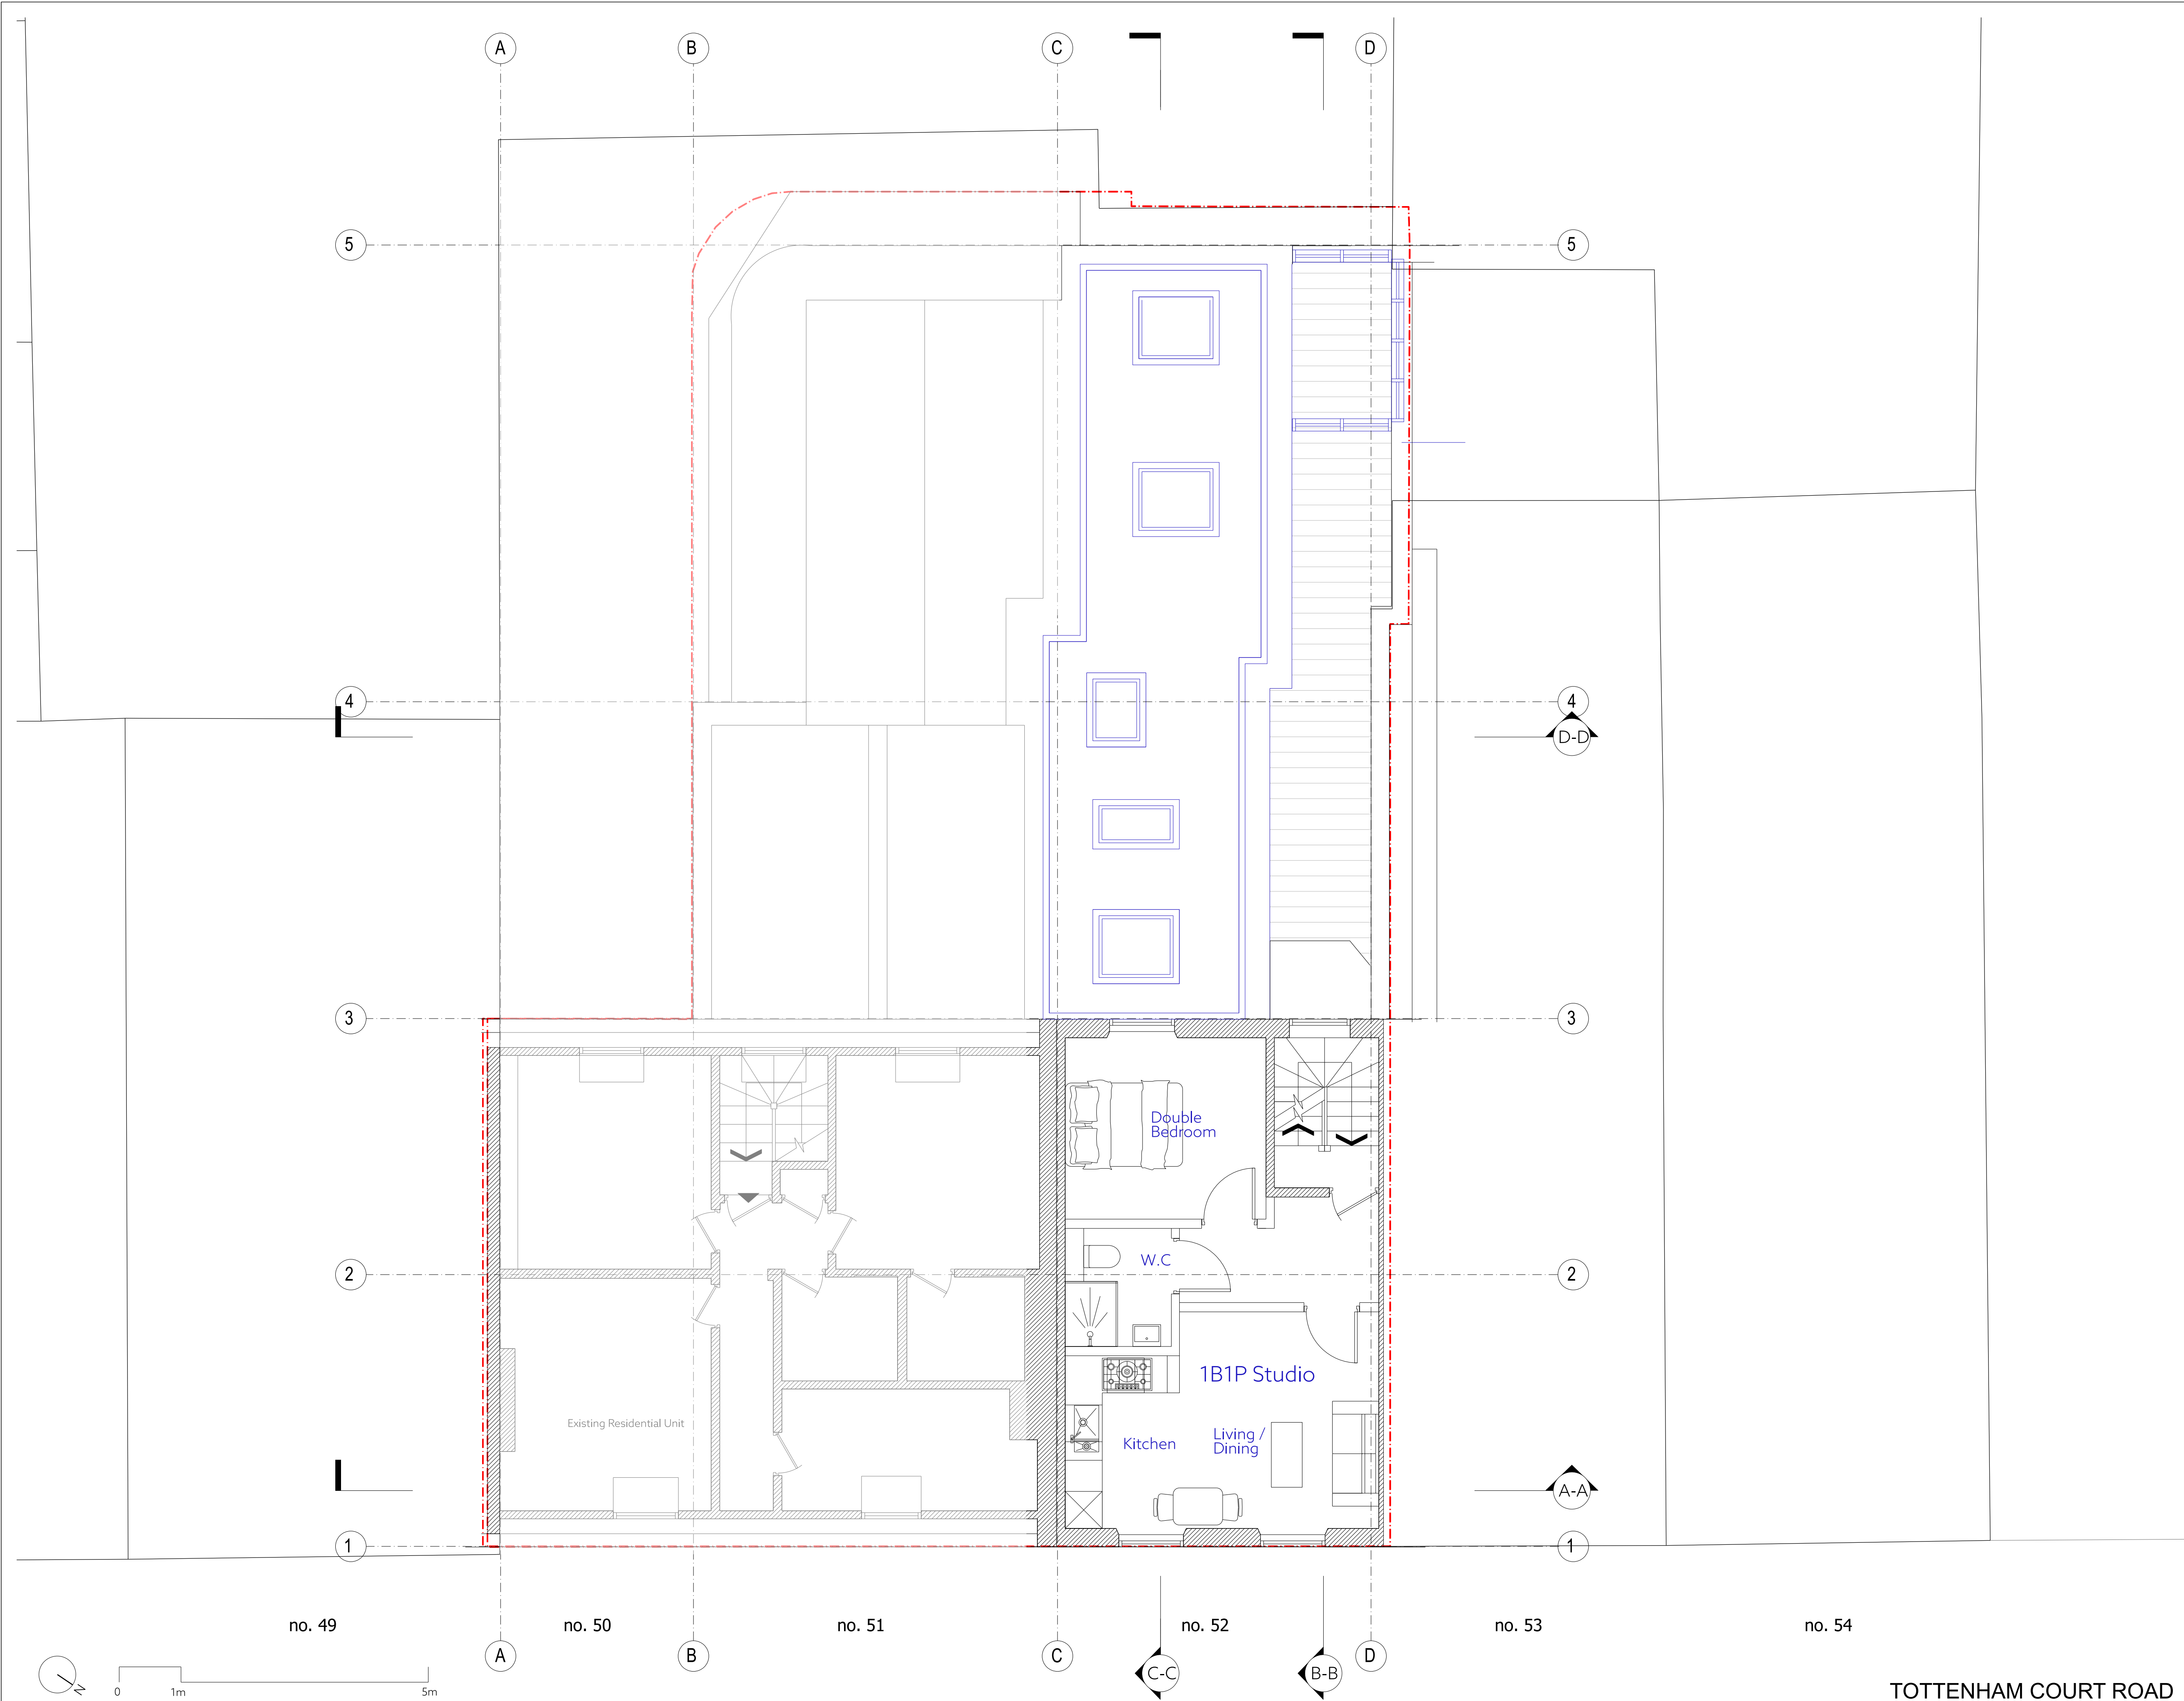 A B C D
5 5
4 4
D-D
3 3
Double
Bedroom
W.C
2 2
1B1P Studio
Existing Residential Unit
Kitchen
Living /
Dining
A-A
1 1
no. 49 no. 50 no. 51 no. 52 no. 53 no. 54
A B C D
C-C B-B
N
0 1m 5m
TOTTENHAM COURT ROAD